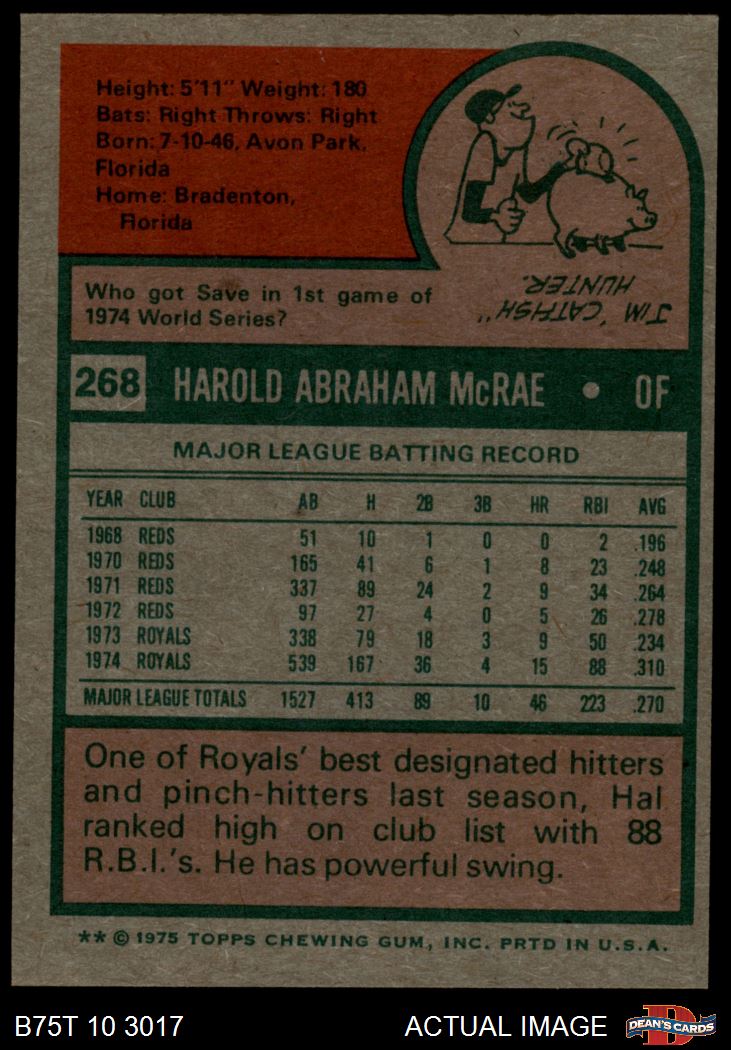 Height: 5'11" Weight: 180
Bats: Right Throws: Right
Born: 7-10-46, Avon Park,
Florida
Home: Bradenton,
Florida
Who got Save in 1st game of
1974 World Series?
JIM "CATFISH"
HUNTER.
268 HAROLD ABRAHAM McRAE • OF
MAJOR LEAGUE BATTING RECORD
YEAR CLUB AB H 2B 3B HR RBI AVG
1968 REDS 51 10 1 0 0 2 .196
1970 REDS 165 41 6 1 8 23 .248
1971 REDS 337 89 24 2 9 34 .264
1972 REDS 97 27 4 0 5 26 .278
1973 ROYALS 338 79 18 3 9 50 .234
1974 ROYALS 539 167 36 4 15 88 .310
MAJOR LEAGUE TOTALS 1527 413 89 10 46 223 .270
One of Royals' best designated hitters
and pinch-hitters last season, Hal
ranked high on club list with 88
R.B.I.'s. He has powerful swing.
** © 1975 TOPPS CHEWING GUM, INC. PRTD IN U.S.A.
B75T 10 3017 ACTUAL IMAGE DEAN'S CARDS